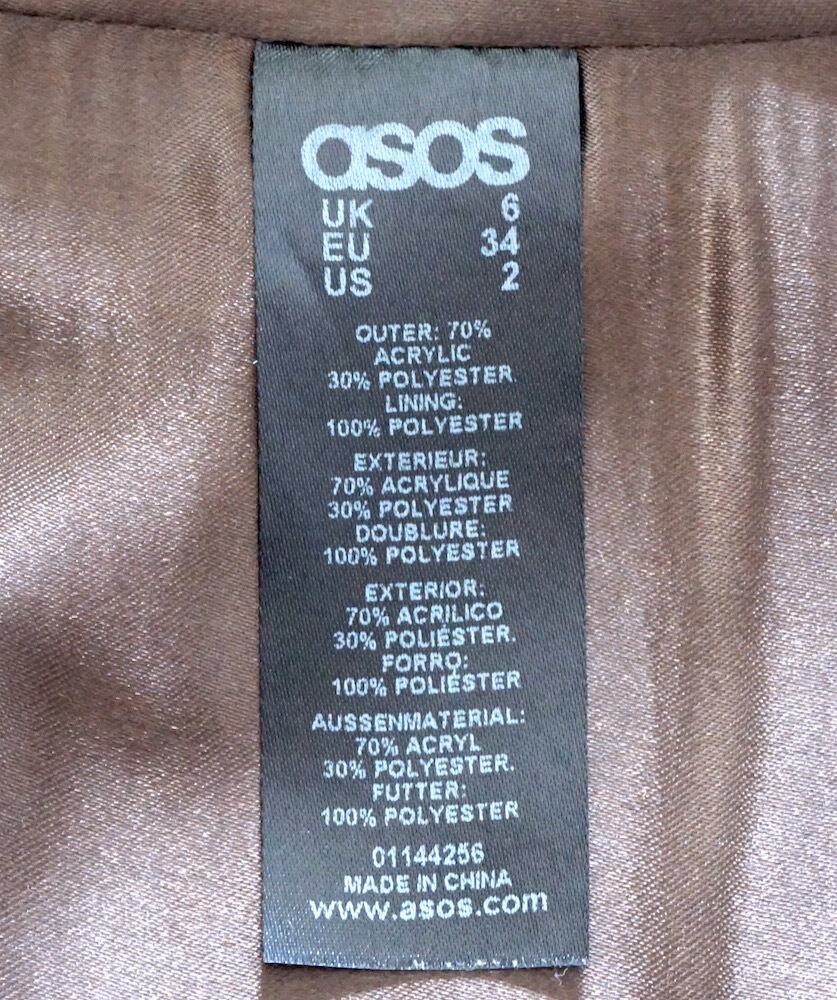 asos
UK 6
EU 34
US 2
OUTER: 70%
ACRYLIC
30% POLYESTER.
LINING:
100% POLYESTER
EXTERIEUR:
70% ACRYLIQUE
30% POLYESTER
DOUBLURE:
100% POLYESTER
EXTERIOR:
70% ACRILICO
30% POLIÉSTER.
FORRO:
100% POLIÉSTER
AUSSENMATERIAL:
70% ACRYL
30% POLYESTER.
FUTTER:
100% POLYESTER
01144256
MADE IN CHINA
www.asos.com